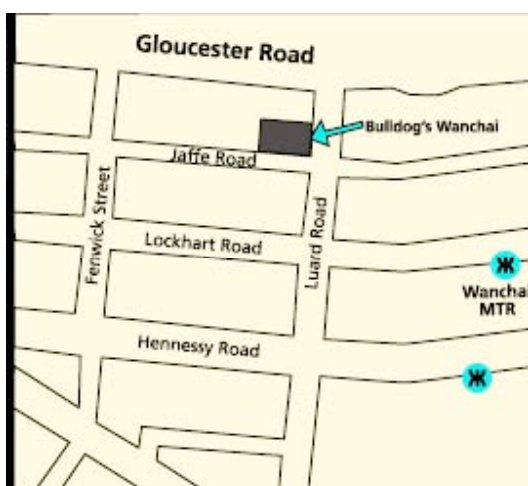 Gloucester Road
Bulldog's Wanchai
Jaffe Road
Fenwick Street
Luard Road
Lockhart Road
Wanchai
MTR
Hennessy Road